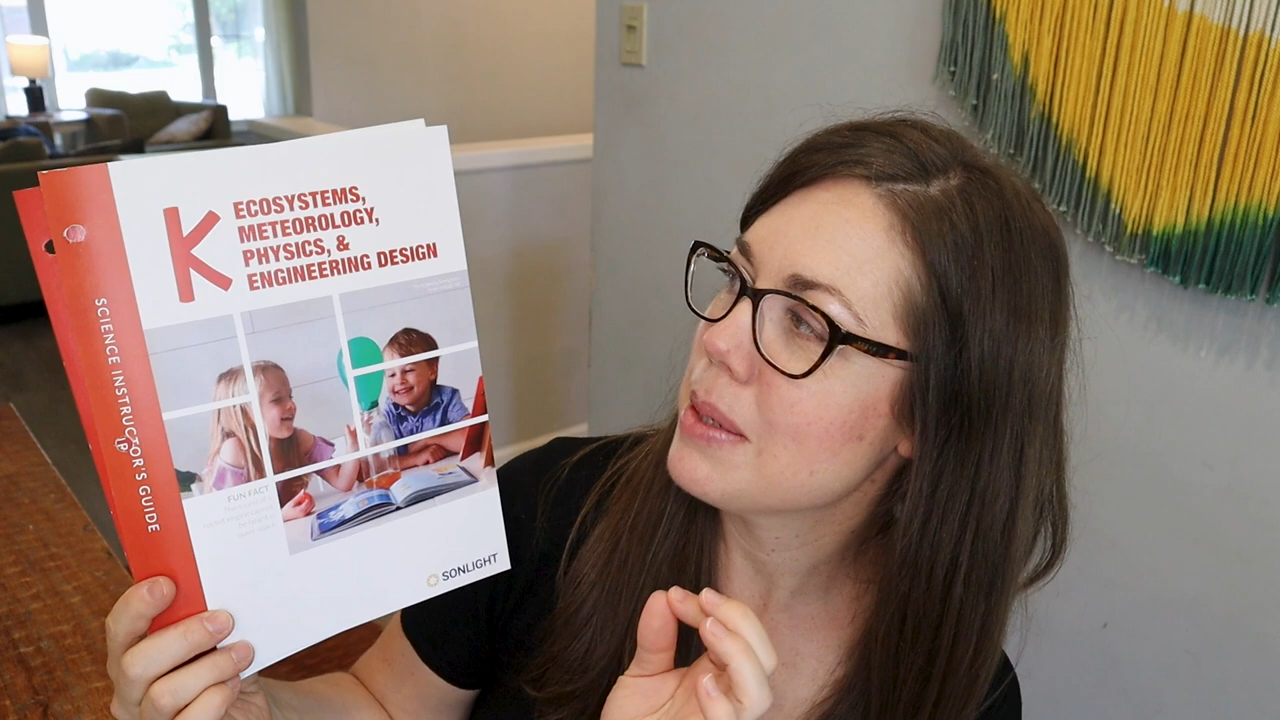 K
ECOSYSTEMS,
METEOROLOGY,
PHYSICS, &
ENGINEERING DESIGN
SCIENCE INSTRUCTOR'S GUIDE
FUN FACT
SONLIGHT